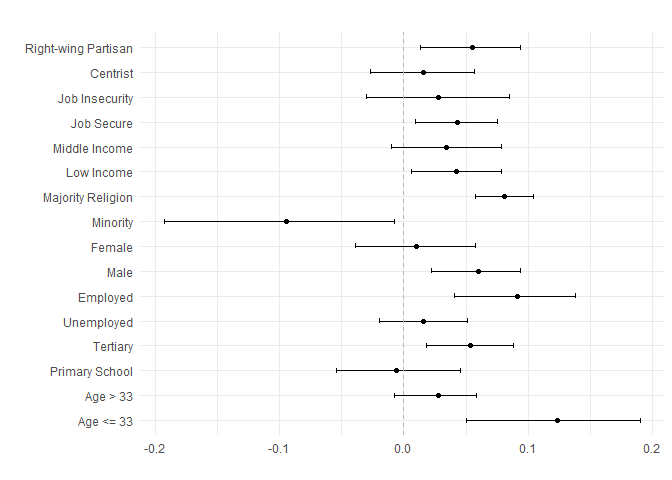 Right-wing Partisan
Centrist
Job Insecurity
Job Secure
Middle Income
Low Income
Majority Religion
Minority
Female
Male
Employed
Unemployed
Tertiary
Primary School
Age > 33
Age <= 33
-0.2 -0.1 0.0 0.1 0.2